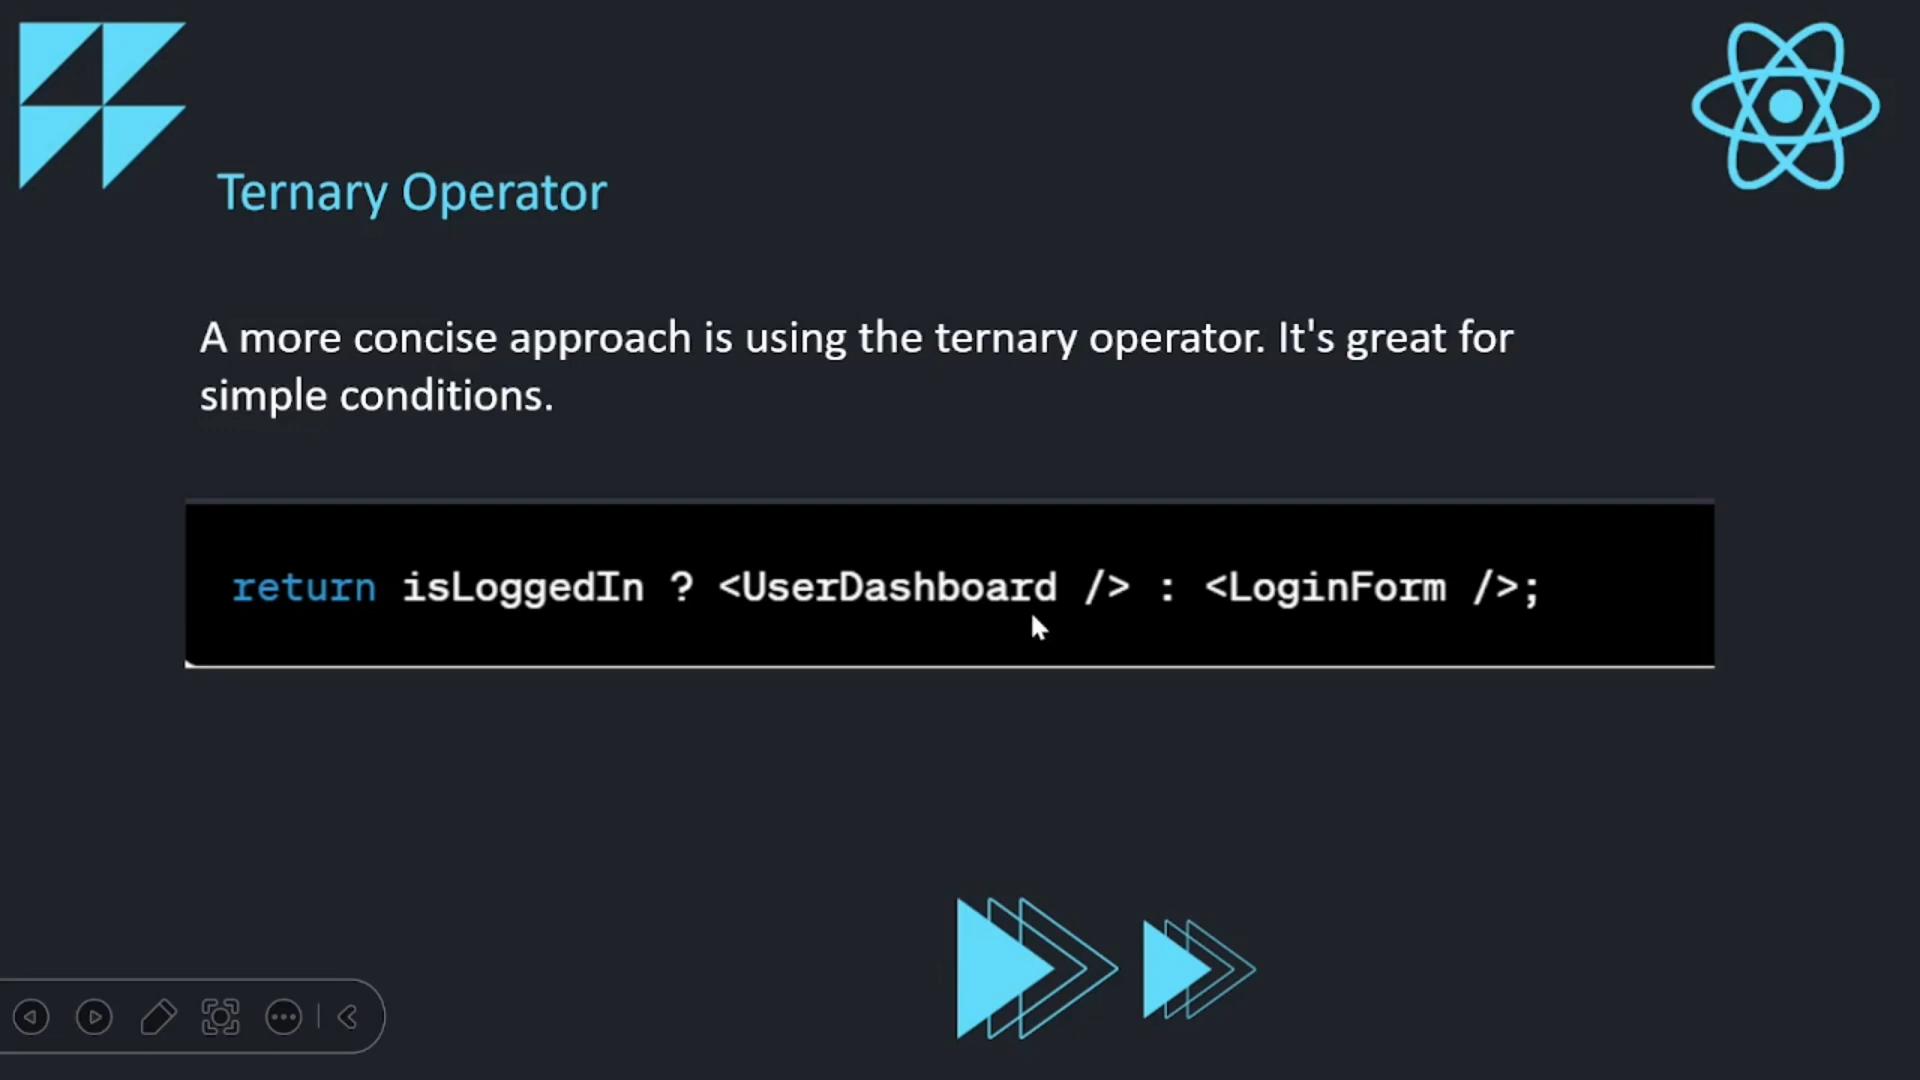 Ternary Operator
A more concise approach is using the ternary operator. It's great for
simple conditions.
return isLoggedIn ? <UserDashboard /> : <LoginForm />;